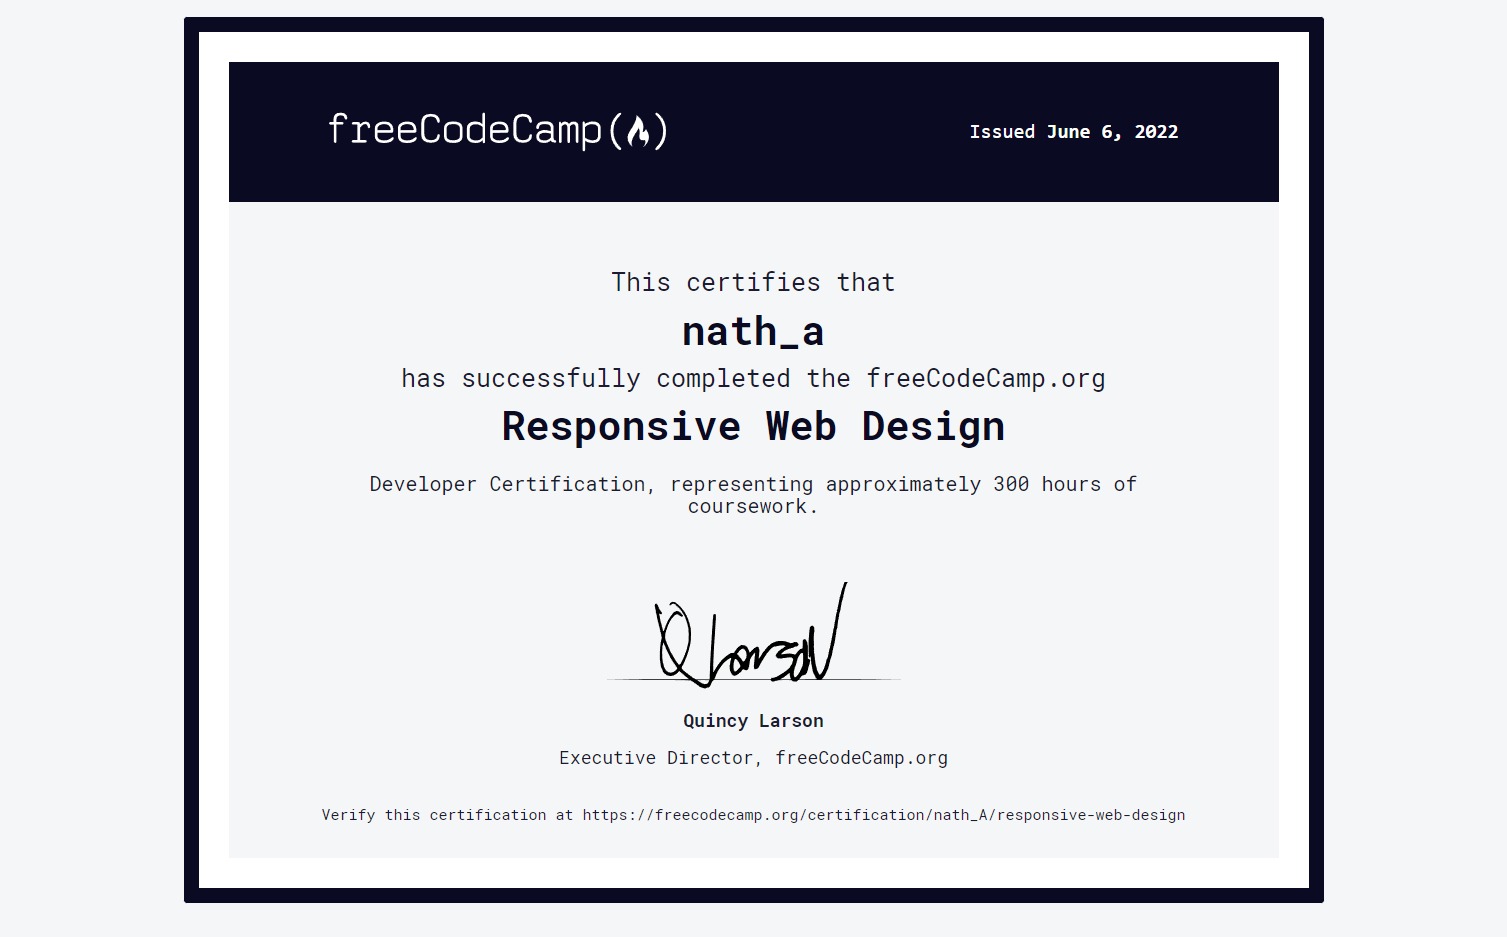 freeCodeCamp
Issued June 6, 2022
This certifies that
nath_a
has successfully completed the freeCodeCamp.org
Responsive Web Design
Developer Certification, representing approximately 300 hours of
coursework.
Q Larson
Quincy Larson
Executive Director, freeCodeCamp.org
Verify this certification at https://freecodecamp.org/certification/nath_A/responsive-web-design